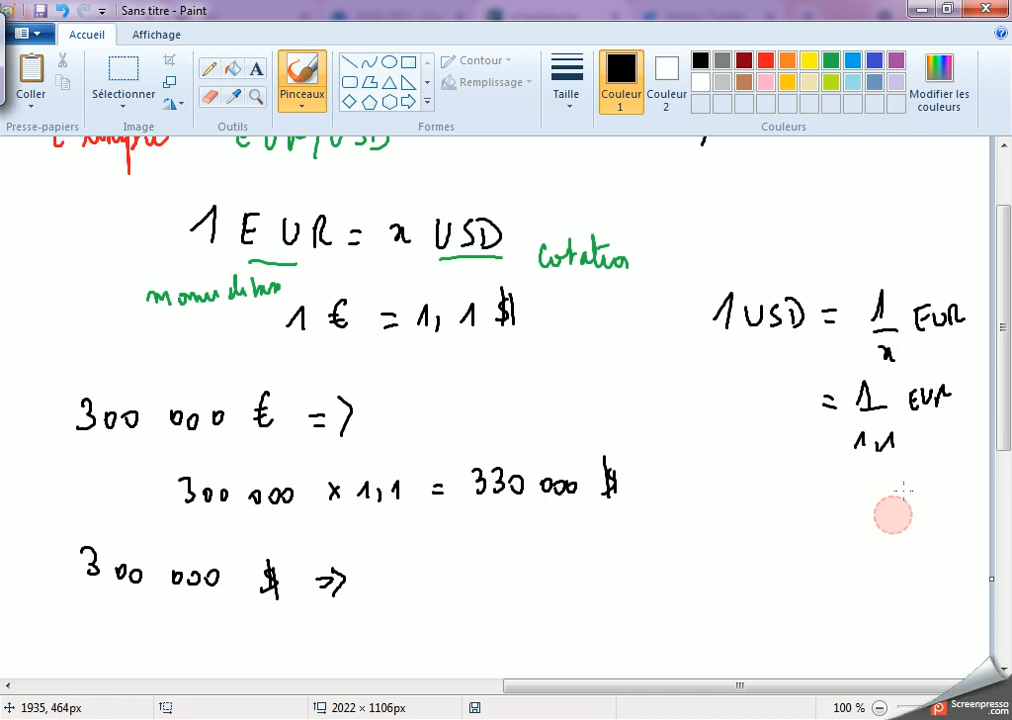 Sans titre - Paint
Accueil
Affichage
Coller
Sélectionner
Pinceaux
Contour
Remplissage
Taille
Couleur 1
Couleur 2
Modifier les couleurs
Presse-papiers
Image
Outils
Formes
Couleurs
EUR/USD
1 EUR = x USD
cotation
1 € = 1,1 $
1 USD = 1/x EUR
= 1/1,1 EUR
300 000 € =>
300 000 x 1,1 = 330 000 $
300 000 $ =>
1935, 464px
2022 × 1106px
100 %
Screenpresso
.com